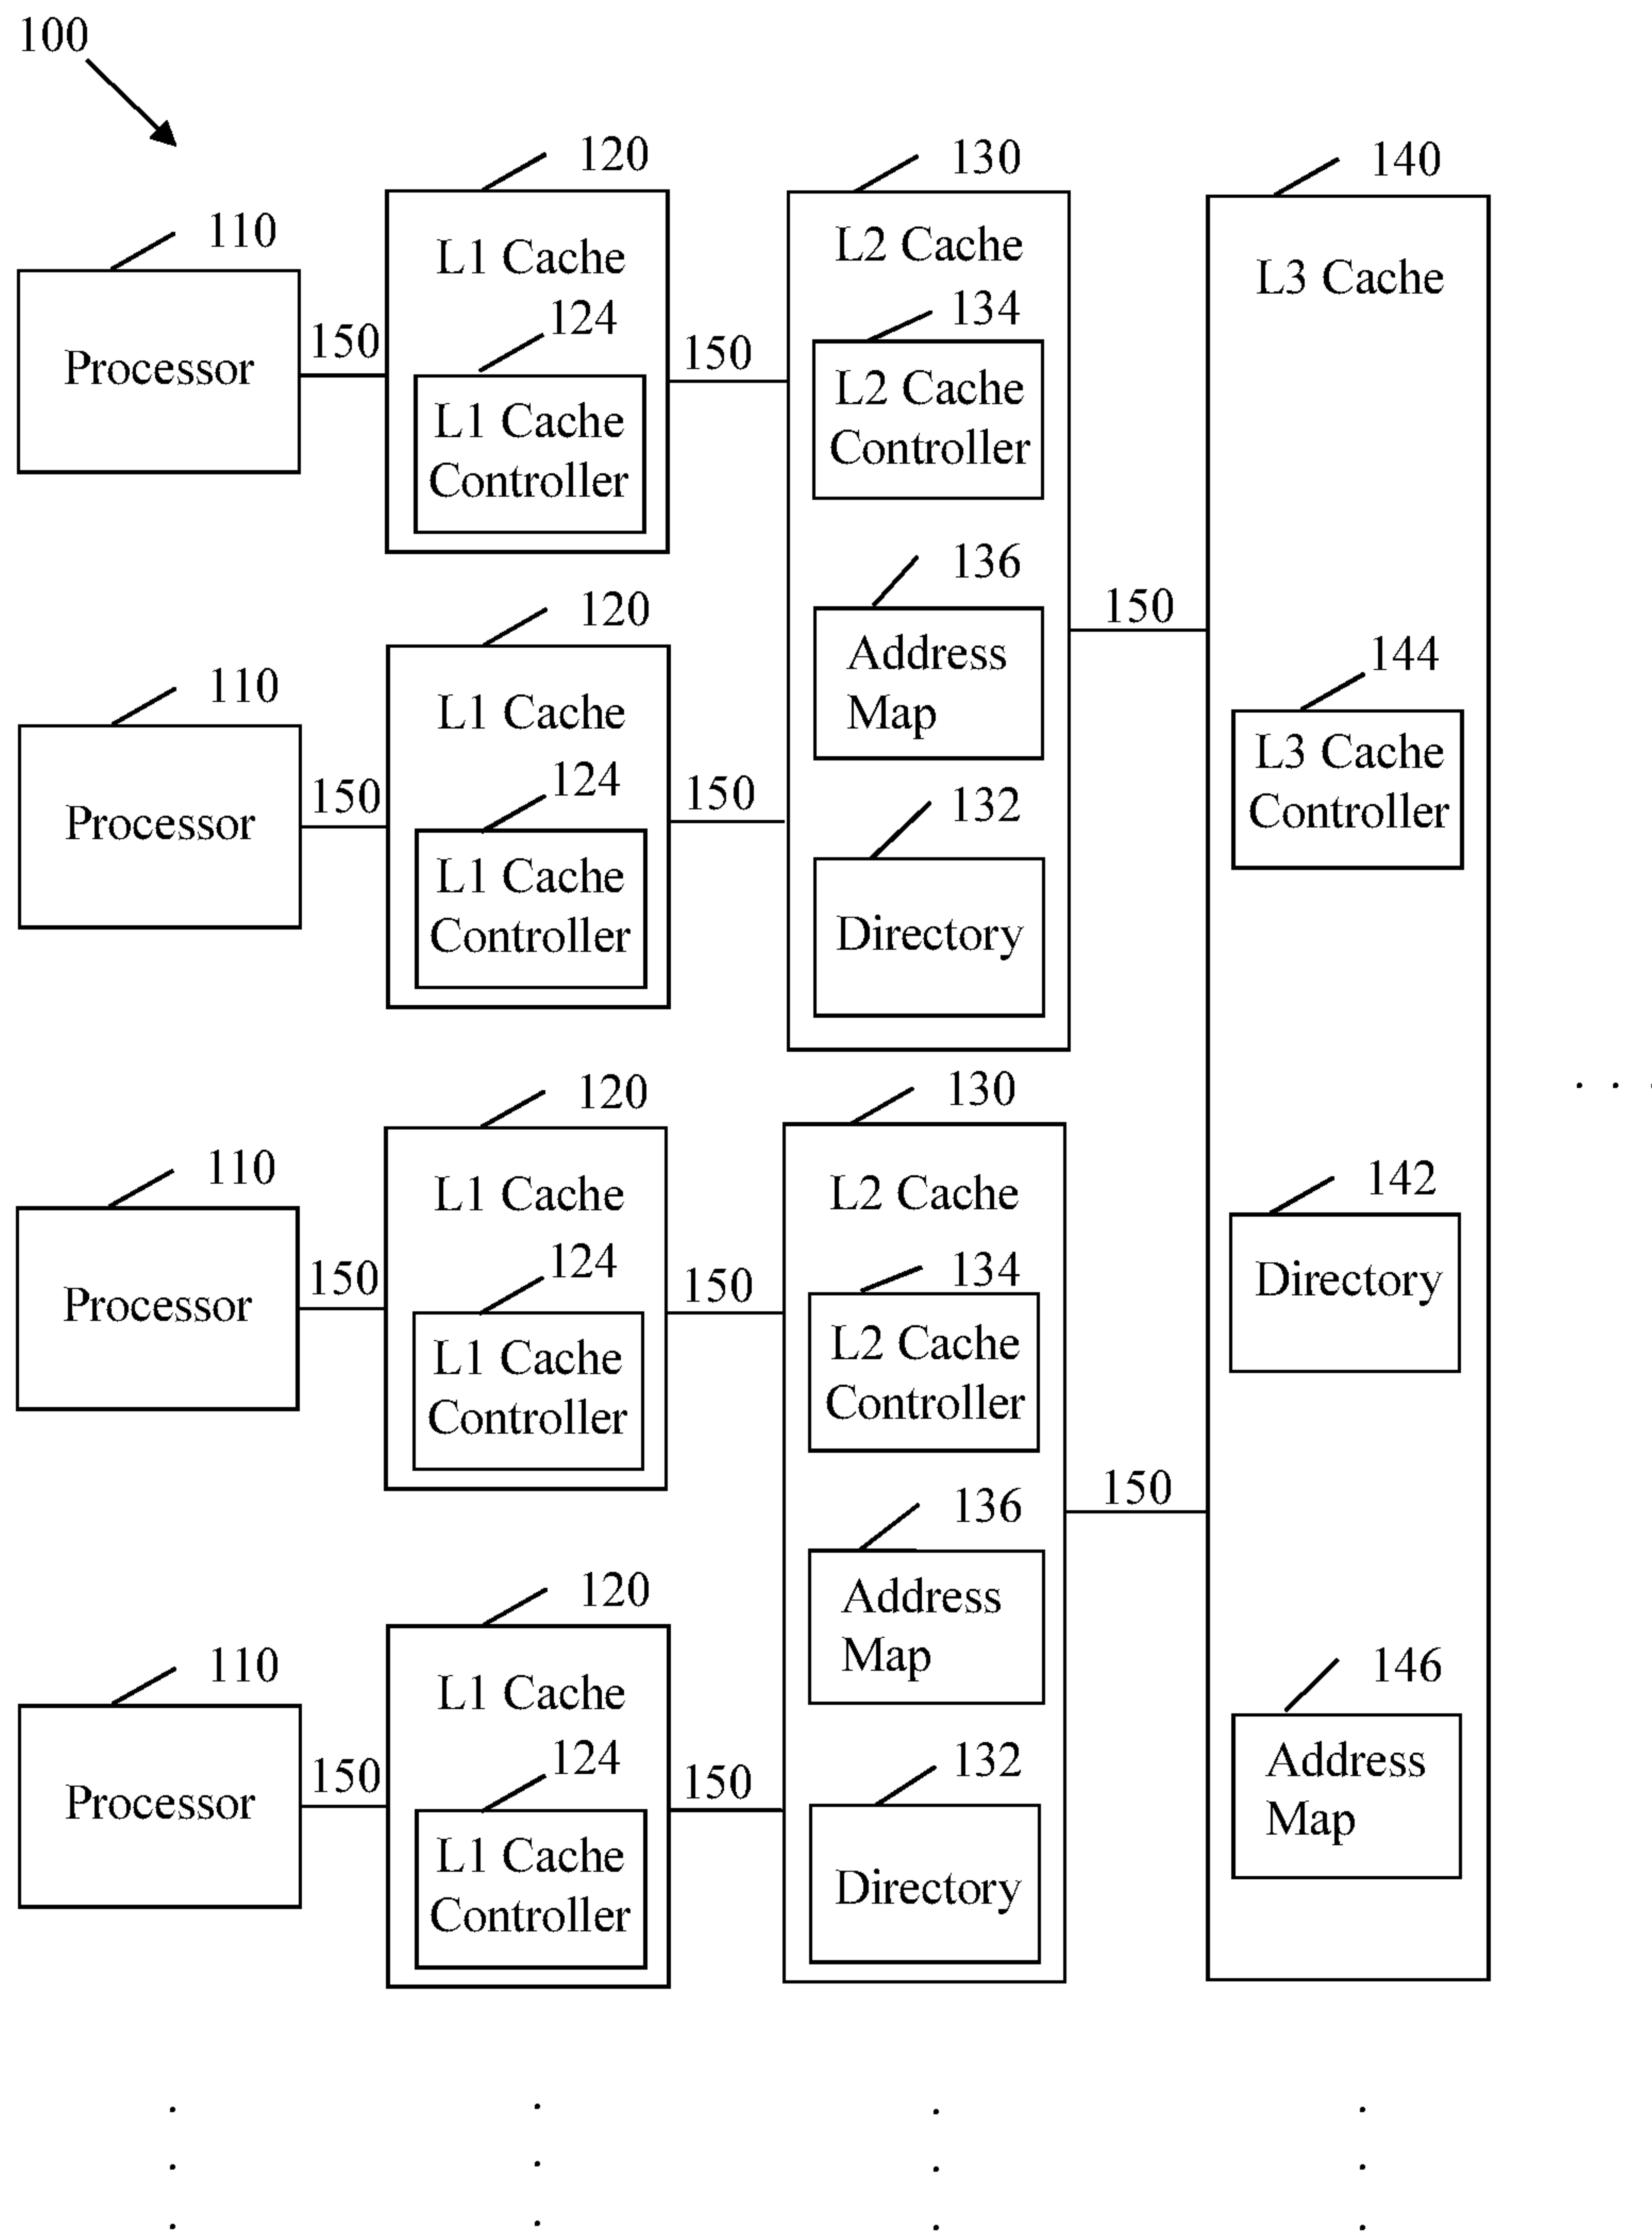 100
120
130
140
110
L1 Cache
L2 Cache
L3 Cache
124
134
150
150
Processor
L1 Cache
Controller
L2 Cache
Controller
136
150
120
Address
Map
144
110
L1 Cache
L3 Cache
Controller
124
150
150
132
Processor
L1 Cache
Controller
Directory
120
130
110
L1 Cache
L2 Cache
142
124
134
150
150
Directory
Processor
L1 Cache
Controller
L2 Cache
Controller
150
136
120
Address
Map
110
L1 Cache
146
124
132
150
150
Address
Map
Processor
L1 Cache
Controller
Directory